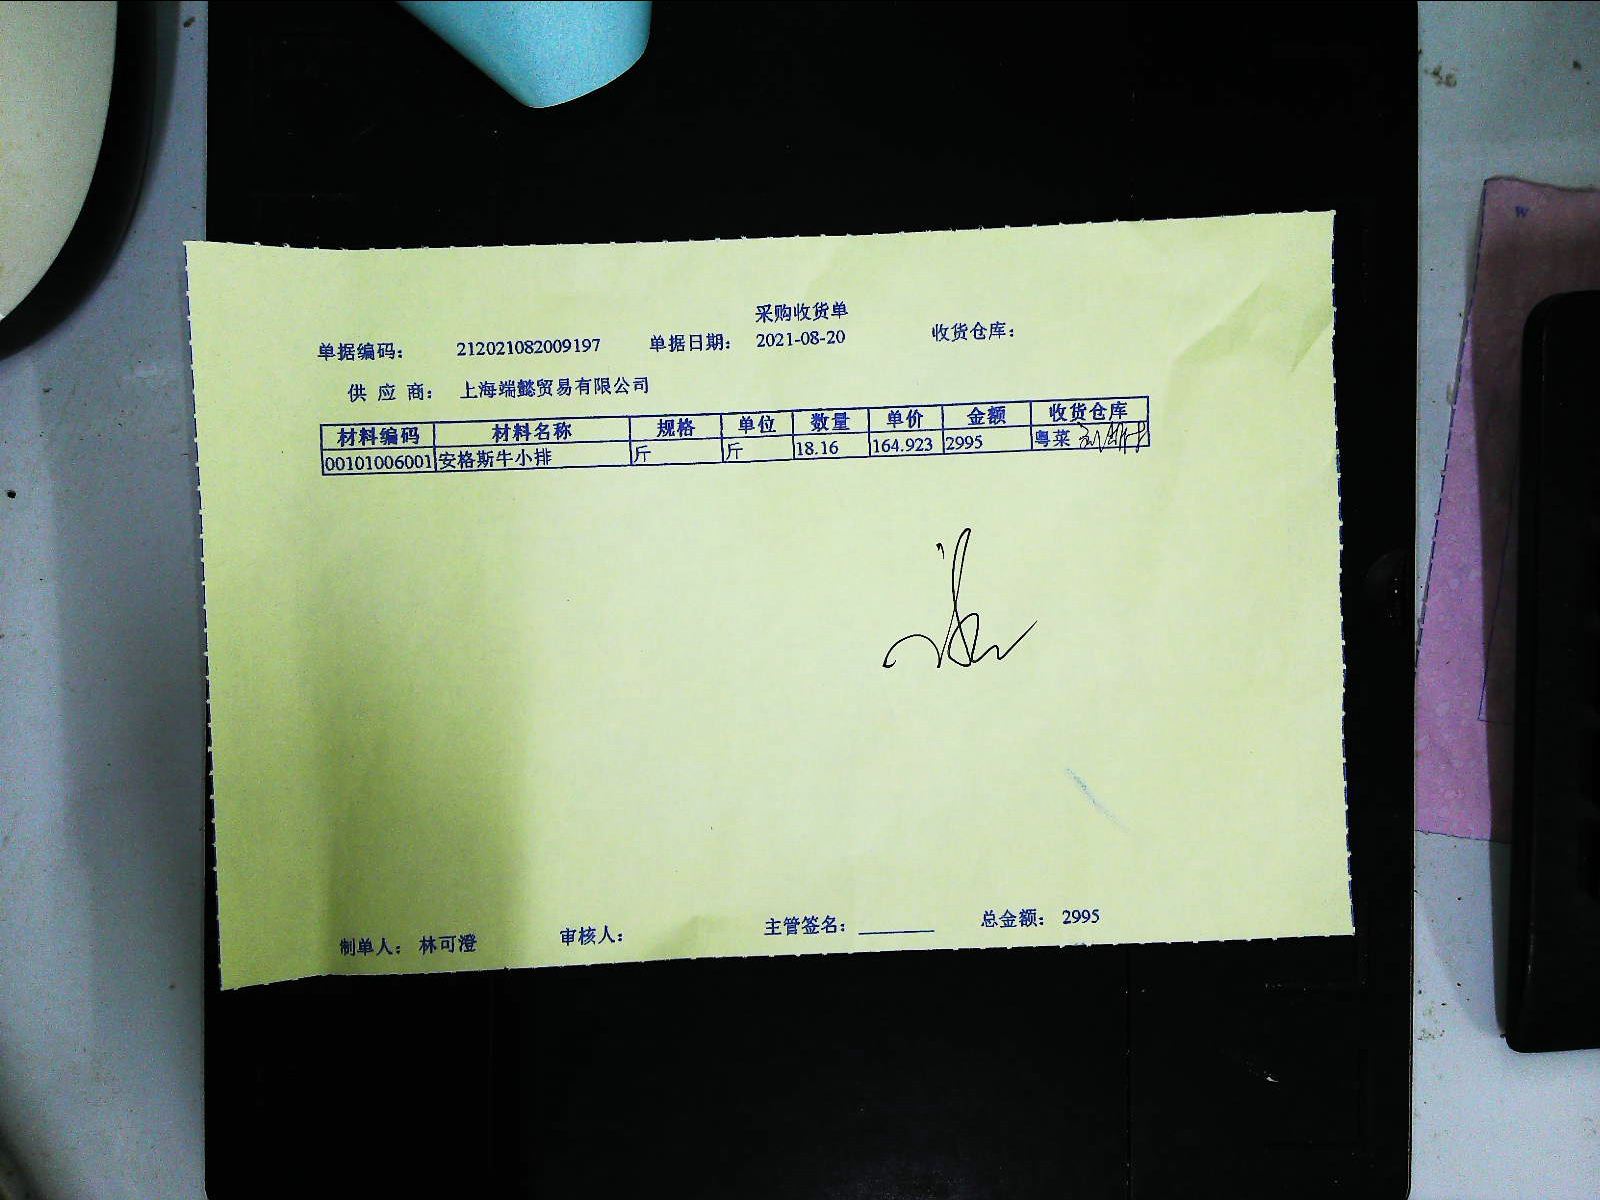 采购收货单
单据编码: 212021082009197 单据日期: 2021-08-20 收货仓库:
供 应 商: 上海端懿贸易有限公司
材料编码 材料名称 规格 单位 数量 单价 金额 收货仓库
00101006001 安格斯牛小排 斤 斤 18.16 164.923 2995 粤菜
制单人: 林可澄 审核人: 主管签名: ________ 总金额: 2995